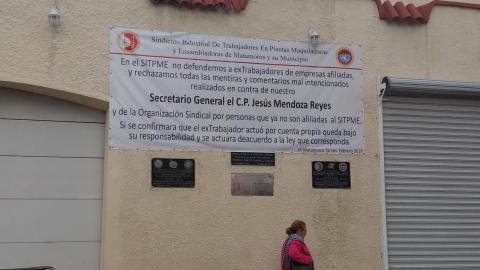 Sindicato Industrial De Trabajadores En Plantas Maquiladoras
y Ensambladoras de Matamoros y su Municipio
En el SITPME no defendemos a exTrabajadores de empresas afiliadas,
y rechazamos todas las mentiras y comentarios mal intencionados
realizados en contra de nuestro
Secretario General el C.P. Jesús Mendoza Reyes
y de la Organización Sindical por personas que ya no son afiliadas al SITPME.
Si se confirmara que el exTrabajador actuó por cuenta propia queda bajo
su responsabilidad y se actuara deacuerdo a la ley que corresponda.